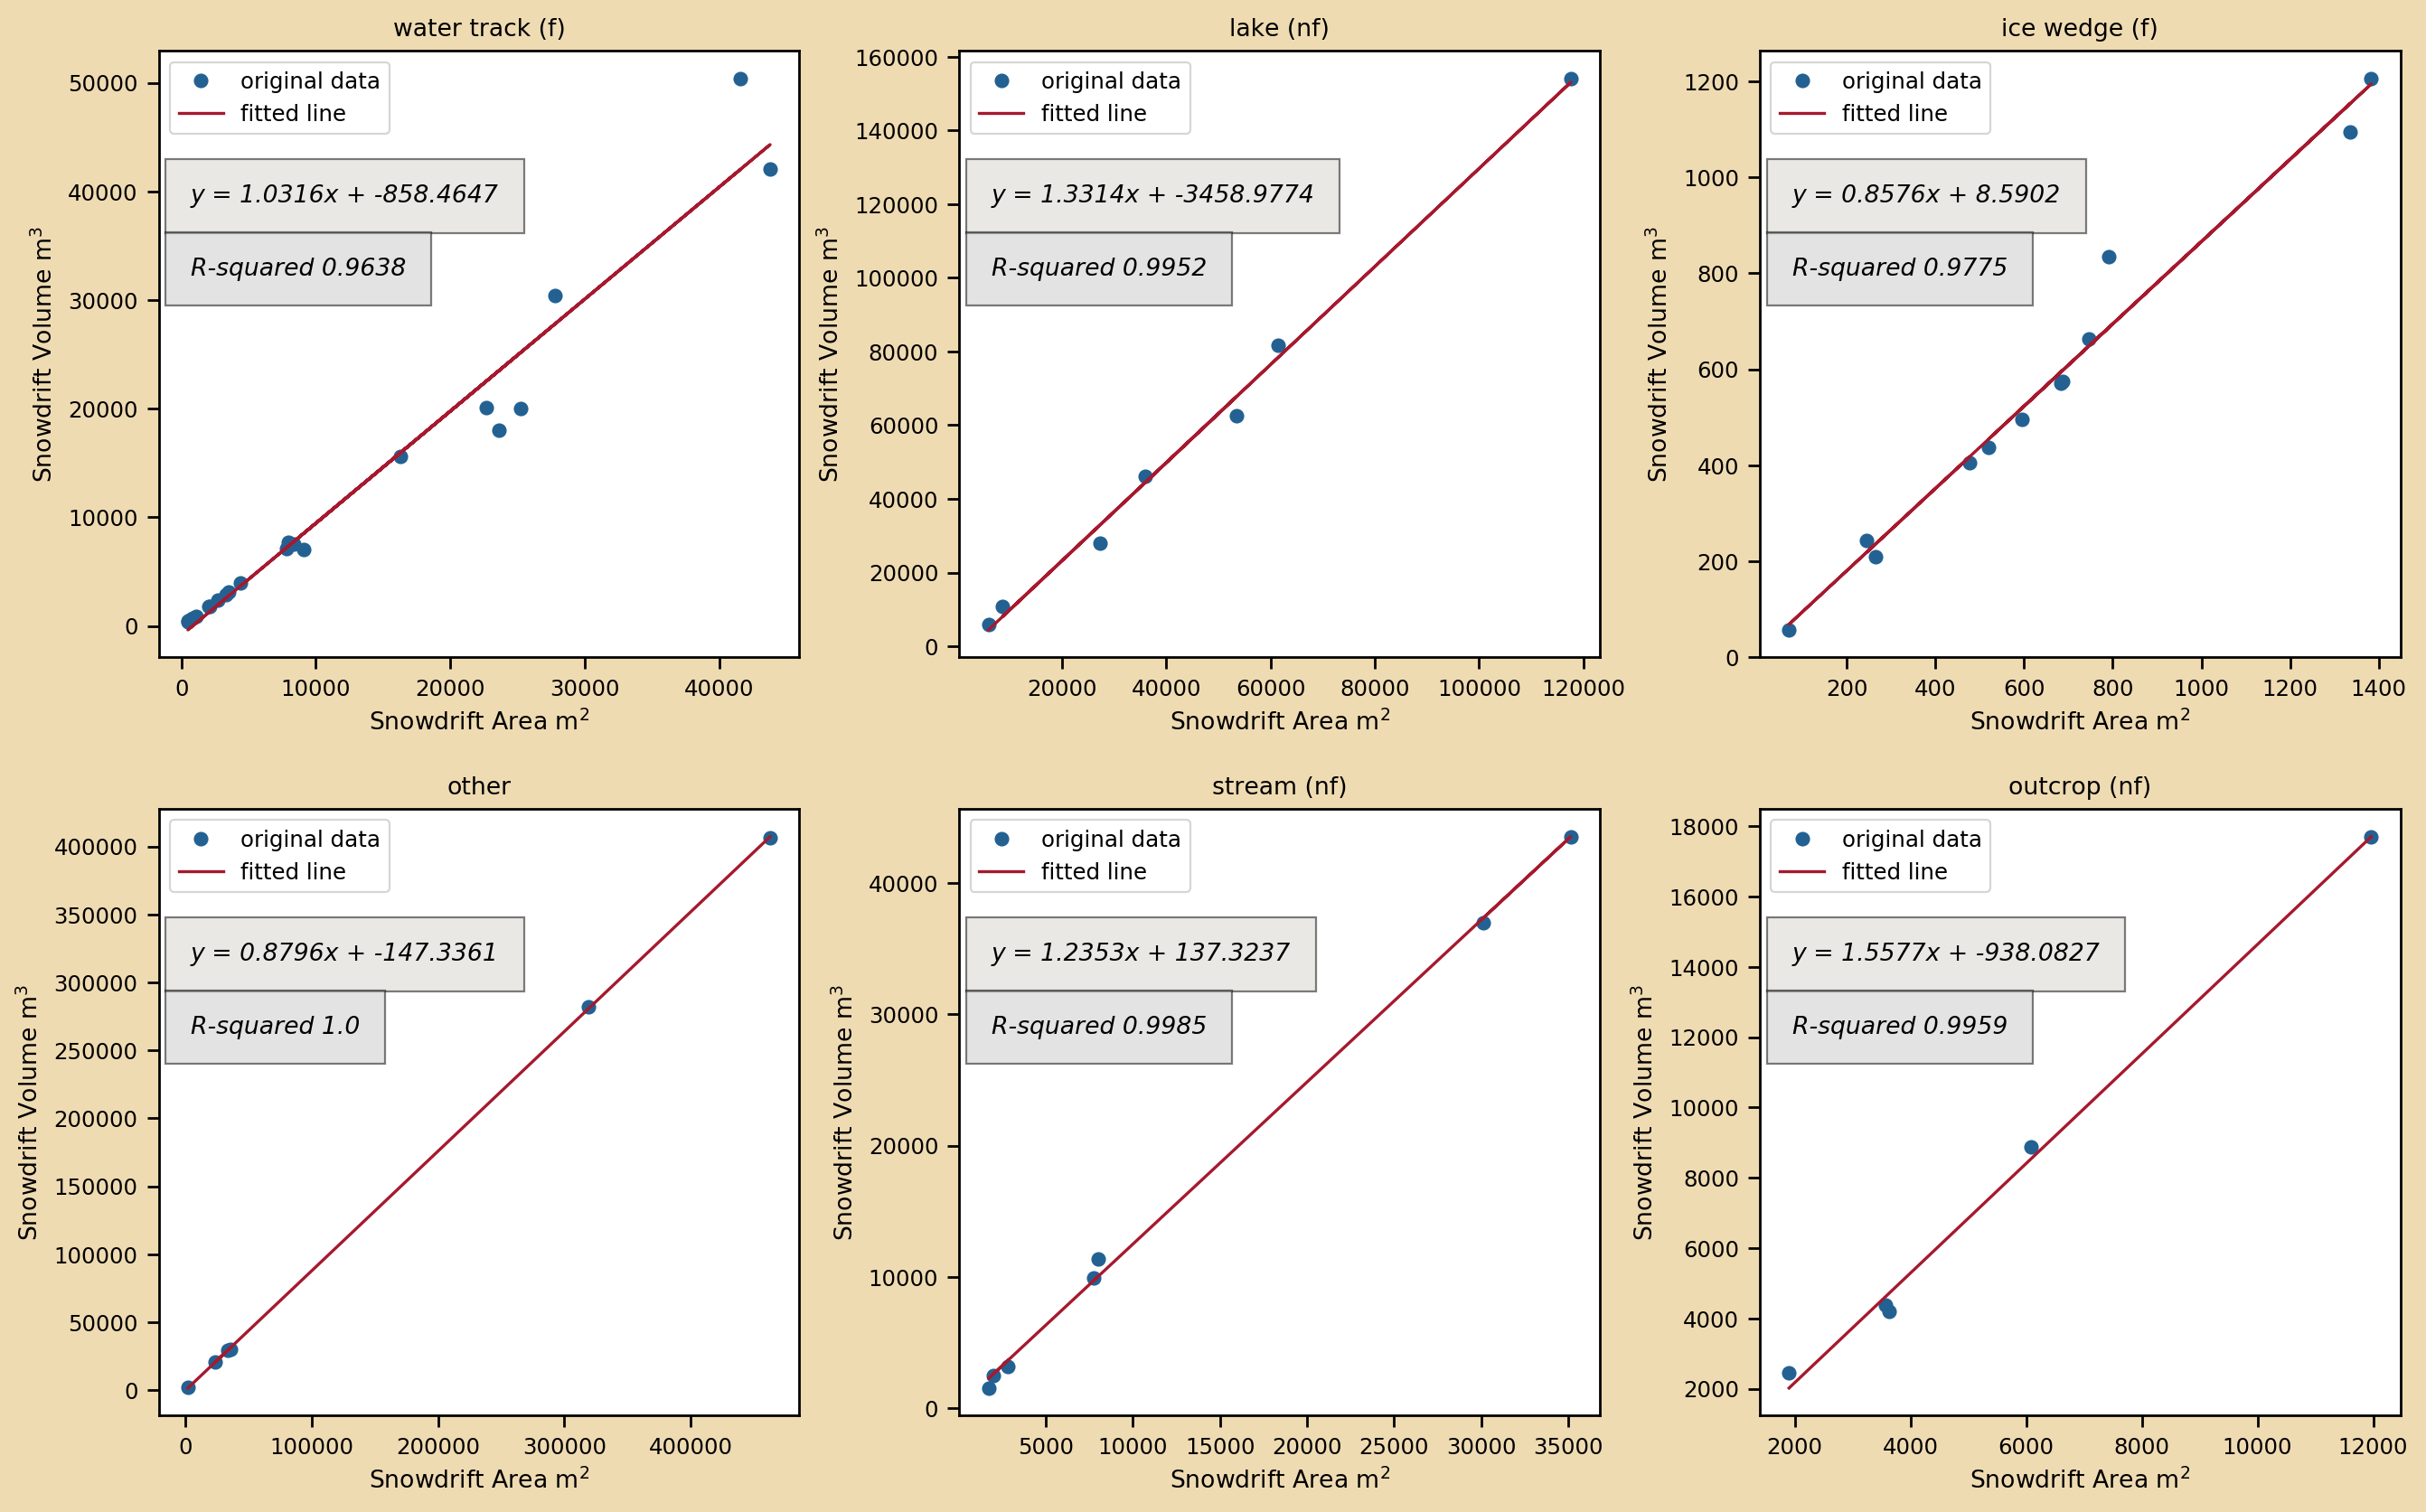 water track (f)
original data
fitted line
y = 1.0316x + -858.4647
R-squared 0.9638
50000
40000
30000
20000
10000
0
Snowdrift Volume m³
0 10000 20000 30000 40000
Snowdrift Area m²
lake (nf)
original data
fitted line
y = 1.3314x + -3458.9774
R-squared 0.9952
160000
140000
120000
100000
80000
60000
40000
20000
0
Snowdrift Volume m³
20000 40000 60000 80000 100000 120000
Snowdrift Area m²
ice wedge (f)
original data
fitted line
y = 0.8576x + 8.5902
R-squared 0.9775
1200
1000
800
600
400
200
0
Snowdrift Volume m³
200 400 600 800 1000 1200 1400
Snowdrift Area m²
other
original data
fitted line
y = 0.8796x + -147.3361
R-squared 1.0
400000
350000
300000
250000
200000
150000
100000
50000
0
Snowdrift Volume m³
0 100000 200000 300000 400000
Snowdrift Area m²
stream (nf)
original data
fitted line
y = 1.2353x + 137.3237
R-squared 0.9985
40000
30000
20000
10000
0
Snowdrift Volume m³
5000 10000 15000 20000 25000 30000 35000
Snowdrift Area m²
outcrop (nf)
original data
fitted line
y = 1.5577x + -938.0827
R-squared 0.9959
18000
16000
14000
12000
10000
8000
6000
4000
2000
Snowdrift Volume m³
2000 4000 6000 8000 10000 12000
Snowdrift Area m²